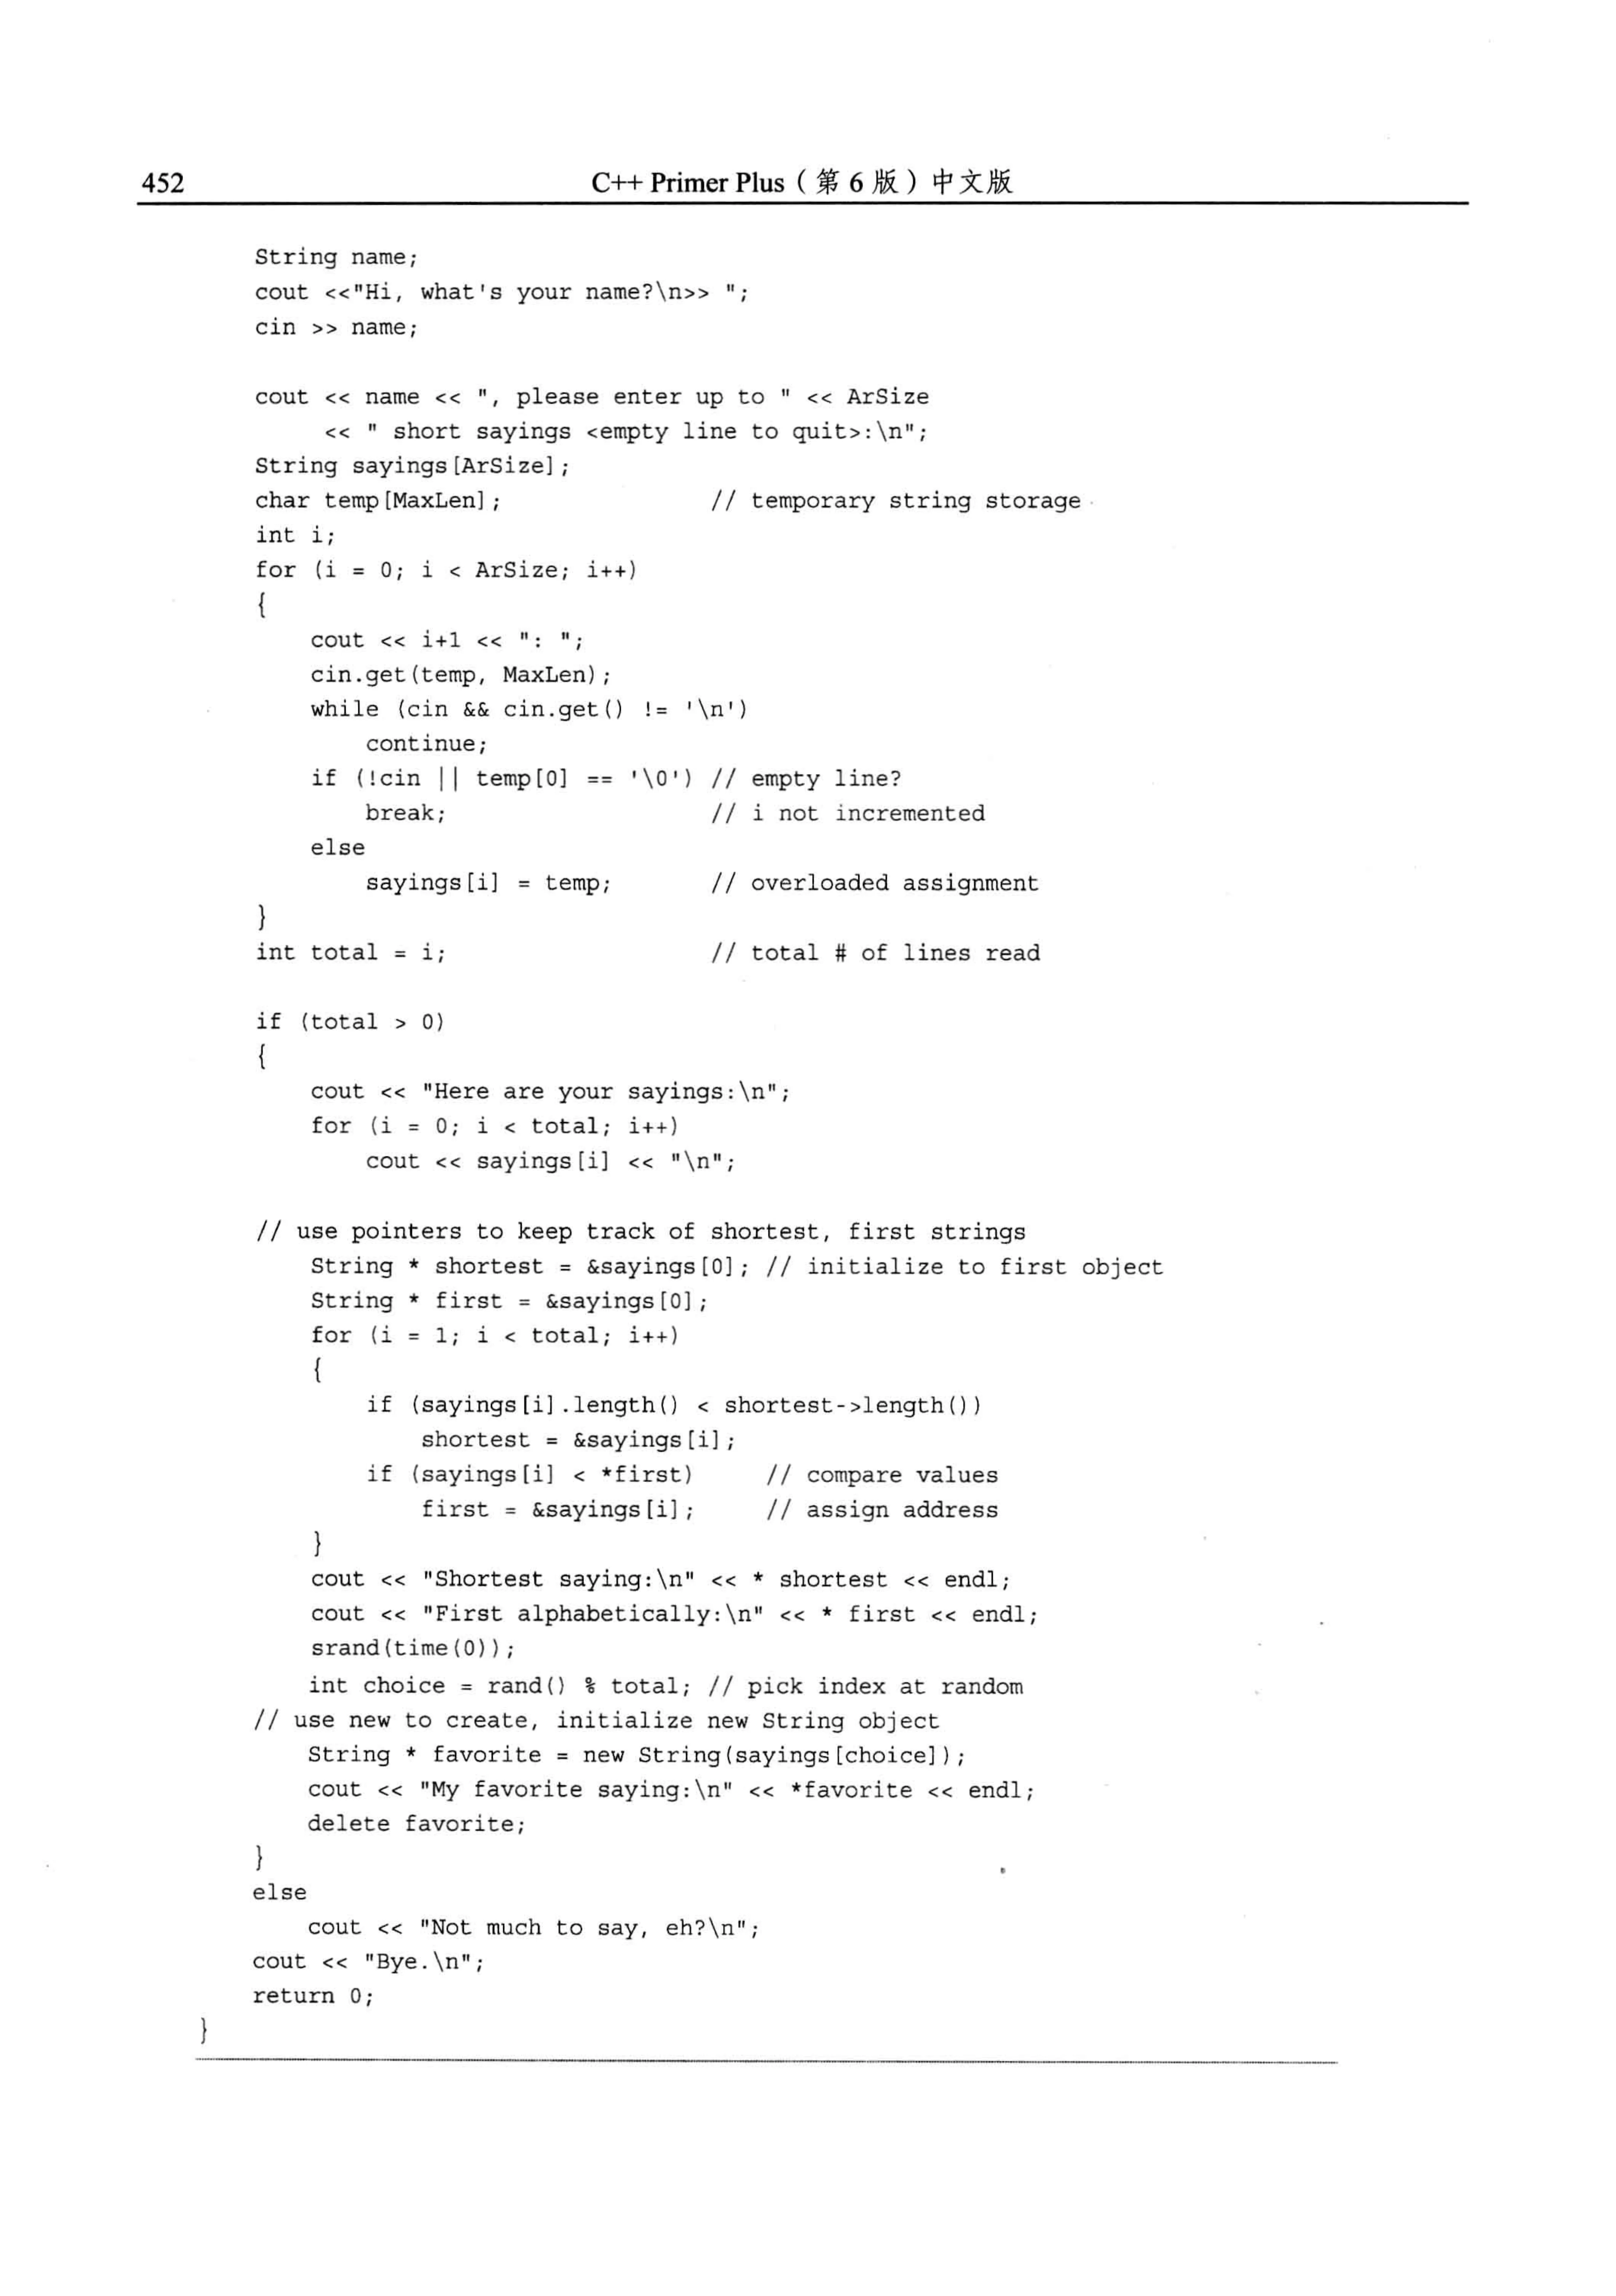 452
C++ Primer Plus（第 6 版）中文版
String name;
cout <<"Hi, what's your name?\n>> ";
cin >> name;
cout << name << ", please enter up to " << ArSize
     << " short sayings <empty line to quit>:\n";
String sayings[ArSize];
char temp[MaxLen];               // temporary string storage
int i;
for (i = 0; i < ArSize; i++)
{
    cout << i+1 << ": ";
    cin.get(temp, MaxLen);
    while (cin && cin.get() != '\n')
        continue;
    if (!cin || temp[0] == '\0') // empty line?
        break;                   // i not incremented
    else
        sayings[i] = temp;       // overloaded assignment
}
int total = i;                   // total # of lines read
if (total > 0)
{
    cout << "Here are your sayings:\n";
    for (i = 0; i < total; i++)
        cout << sayings[i] << "\n";
// use pointers to keep track of shortest, first strings
    String * shortest = &sayings[0]; // initialize to first object
    String * first = &sayings[0];
    for (i = 1; i < total; i++)
    {
        if (sayings[i].length() < shortest->length())
            shortest = &sayings[i];
        if (sayings[i] < *first)     // compare values
            first = &sayings[i];     // assign address
    }
    cout << "Shortest saying:\n" << * shortest << endl;
    cout << "First alphabetically:\n" << * first << endl;
    srand(time(0));
    int choice = rand() % total; // pick index at random
// use new to create, initialize new String object
    String * favorite = new String(sayings[choice]);
    cout << "My favorite saying:\n" << *favorite << endl;
    delete favorite;
}
else
    cout << "Not much to say, eh?\n";
cout << "Bye.\n";
return 0;
}